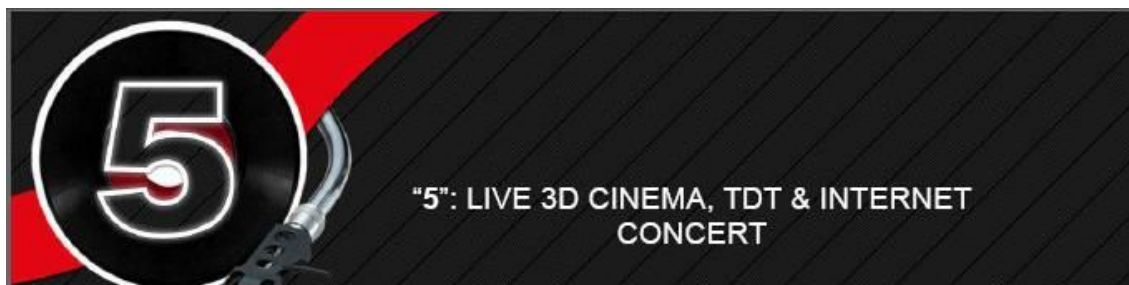 5
“5”: LIVE 3D CINEMA, TDT & INTERNET
CONCERT